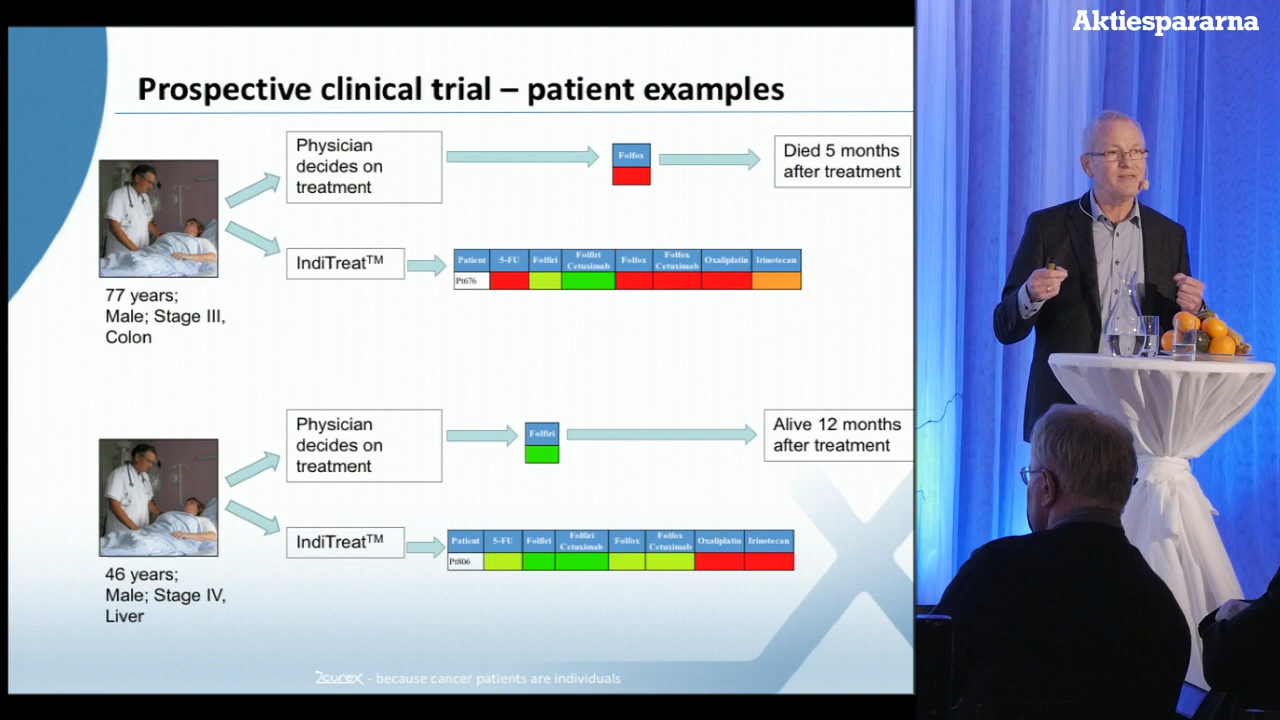 Aktiespararna
Prospective clinical trial – patient examples
Physician
decides on
treatment
Folfox
Died 5 months
after treatment
IndiTreat™
Patient 5-FU Folfiri Folfiri Cetuximab Folfox Folfox Cetuximab Oxaliplatin Irinotecan
Pt676
77 years;
Male; Stage III,
Colon
Physician
decides on
treatment
Folfiri
Alive 12 months
after treatment
IndiTreat™
Patient 5-FU Folfiri Folfiri Cetuximab Folfox Folfox Cetuximab Oxaliplatin Irinotecan
Pt806
46 years;
Male; Stage IV,
Liver
2curex - because cancer patients are individuals